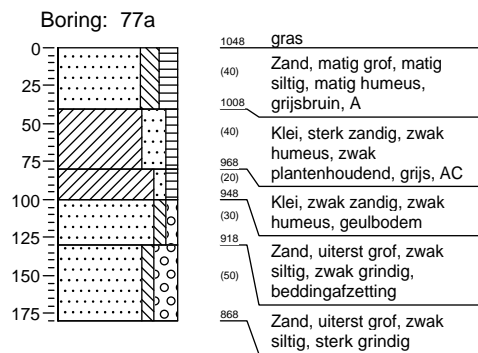 Boring: 77a
0
25
50
75
100
125
150
175
1048 gras
(40) Zand, matig grof, matig
siltig, matig humeus,
grijsbruin, A
1008
(40) Klei, sterk zandig, zwak
humeus, zwak
plantenhoudend, grijs, AC
968
(20)
948 Klei, zwak zandig, zwak
(30) humeus, geulbodem
918
Zand, uiterst grof, zwak
(50) siltig, zwak grindig,
beddingafzetting
868 Zand, uiterst grof, zwak
siltig, sterk grindig